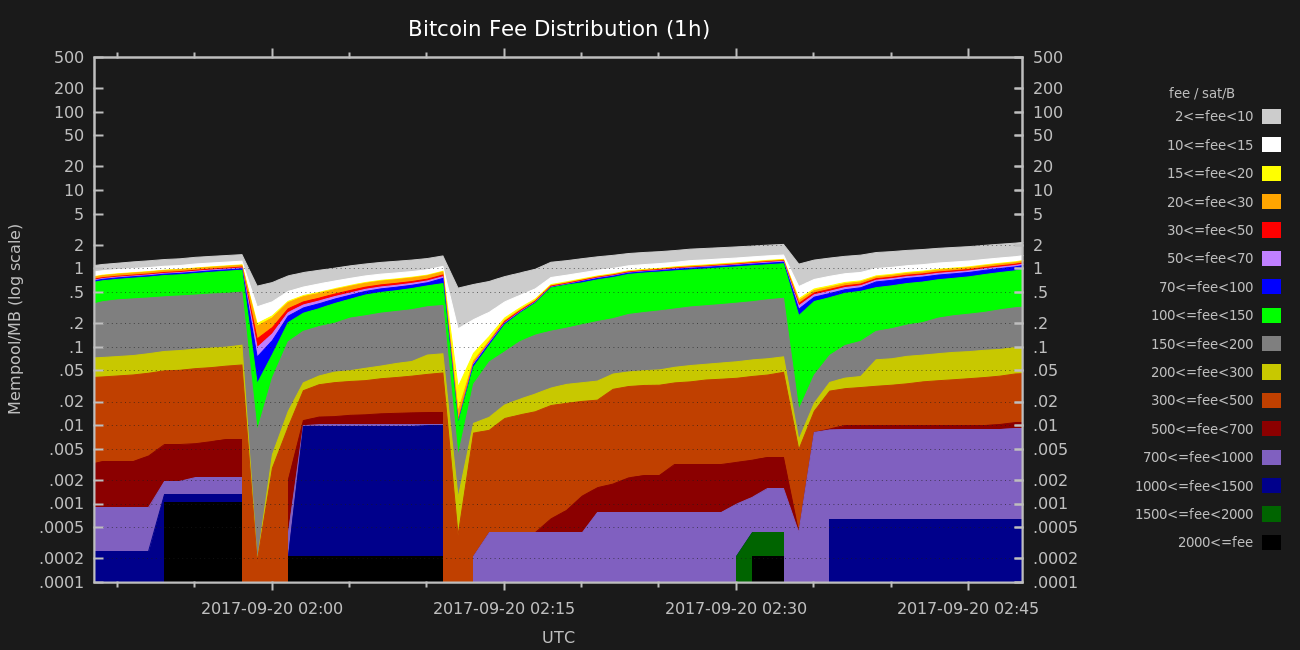 Bitcoin Fee Distribution (1h)
500 500
200 200
100 100
50 50
20 20
10 10
5 5
2 2
1 1
.5 .5
.2 .2
.1 .1
.05 .05
.02 .02
.01 .01
.005 .005
.002 .002
.001 .001
.0005 .0005
.0002 .0002
.0001 .0001
Mempool/MB (log scale)
2017-09-20 02:00 2017-09-20 02:15 2017-09-20 02:30 2017-09-20 02:45
UTC
fee / sat/B
2<=fee<10
10<=fee<15
15<=fee<20
20<=fee<30
30<=fee<50
50<=fee<70
70<=fee<100
100<=fee<150
150<=fee<200
200<=fee<300
300<=fee<500
500<=fee<700
700<=fee<1000
1000<=fee<1500
1500<=fee<2000
2000<=fee